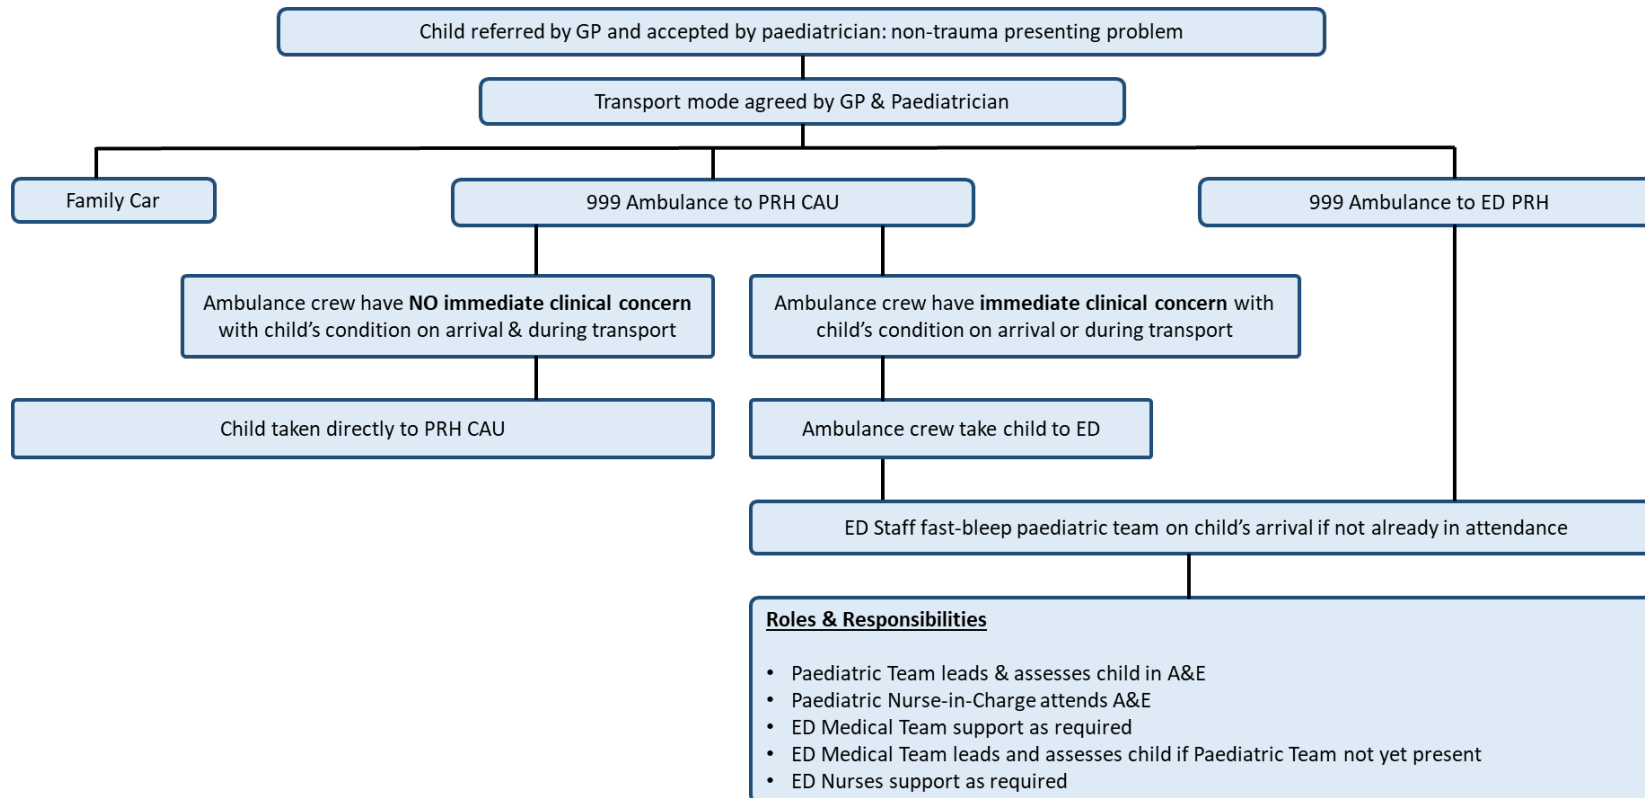 Child referred by GP and accepted by paediatrician: non-trauma presenting problem
Transport mode agreed by GP & Paediatrician
Family Car
999 Ambulance to PRH CAU
999 Ambulance to ED PRH
Ambulance crew have NO immediate clinical concern
with child's condition on arrival & during transport
Ambulance crew have immediate clinical concern with
child's condition on arrival or during transport
Child taken directly to PRH CAU
Ambulance crew take child to ED
ED Staff fast-bleep paediatric team on child's arrival if not already in attendance
Roles & Responsibilities
• Paediatric Team leads & assesses child in A&E
• Paediatric Nurse-in-Charge attends A&E
• ED Medical Team support as required
• ED Medical Team leads and assesses child if Paediatric Team not yet present
• ED Nurses support as required